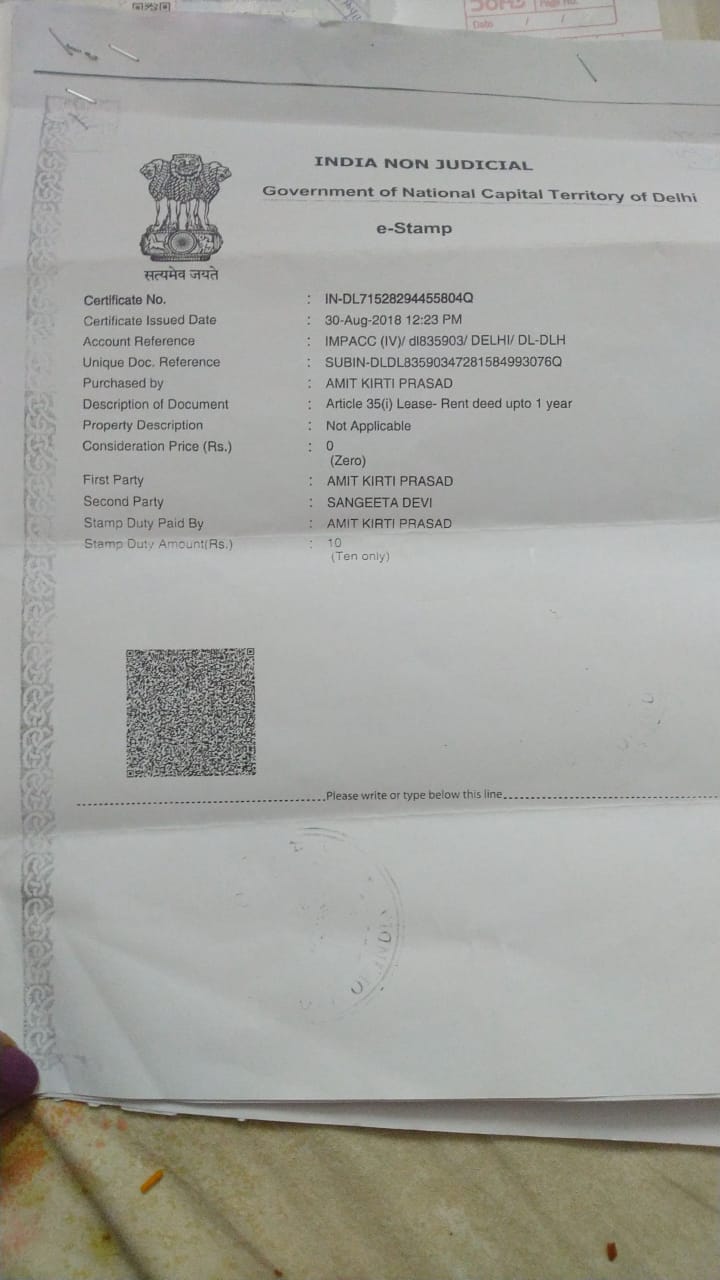 Date / /
INDIA NON JUDICIAL
Government of National Capital Territory of Delhi
e-Stamp
सत्यमेव जयते
Certificate No. : IN-DL71528294455804Q
Certificate Issued Date : 30-Aug-2018 12:23 PM
Account Reference : IMPACC (IV)/ dl835903/ DELHI/ DL-DLH
Unique Doc. Reference : SUBIN-DLDL83590347281584993076Q
Purchased by : AMIT KIRTI PRASAD
Description of Document : Article 35(i) Lease- Rent deed upto 1 year
Property Description : Not Applicable
Consideration Price (Rs.) : 0
(Zero)
First Party : AMIT KIRTI PRASAD
Second Party : SANGEETA DEVI
Stamp Duty Paid By : AMIT KIRTI PRASAD
Stamp Duty Amount(Rs.) : 10
(Ten only)
Please write or type below this line